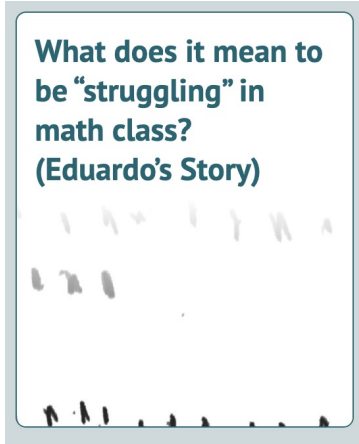 What does it mean to
be “struggling” in
math class?
(Eduardo’s Story)